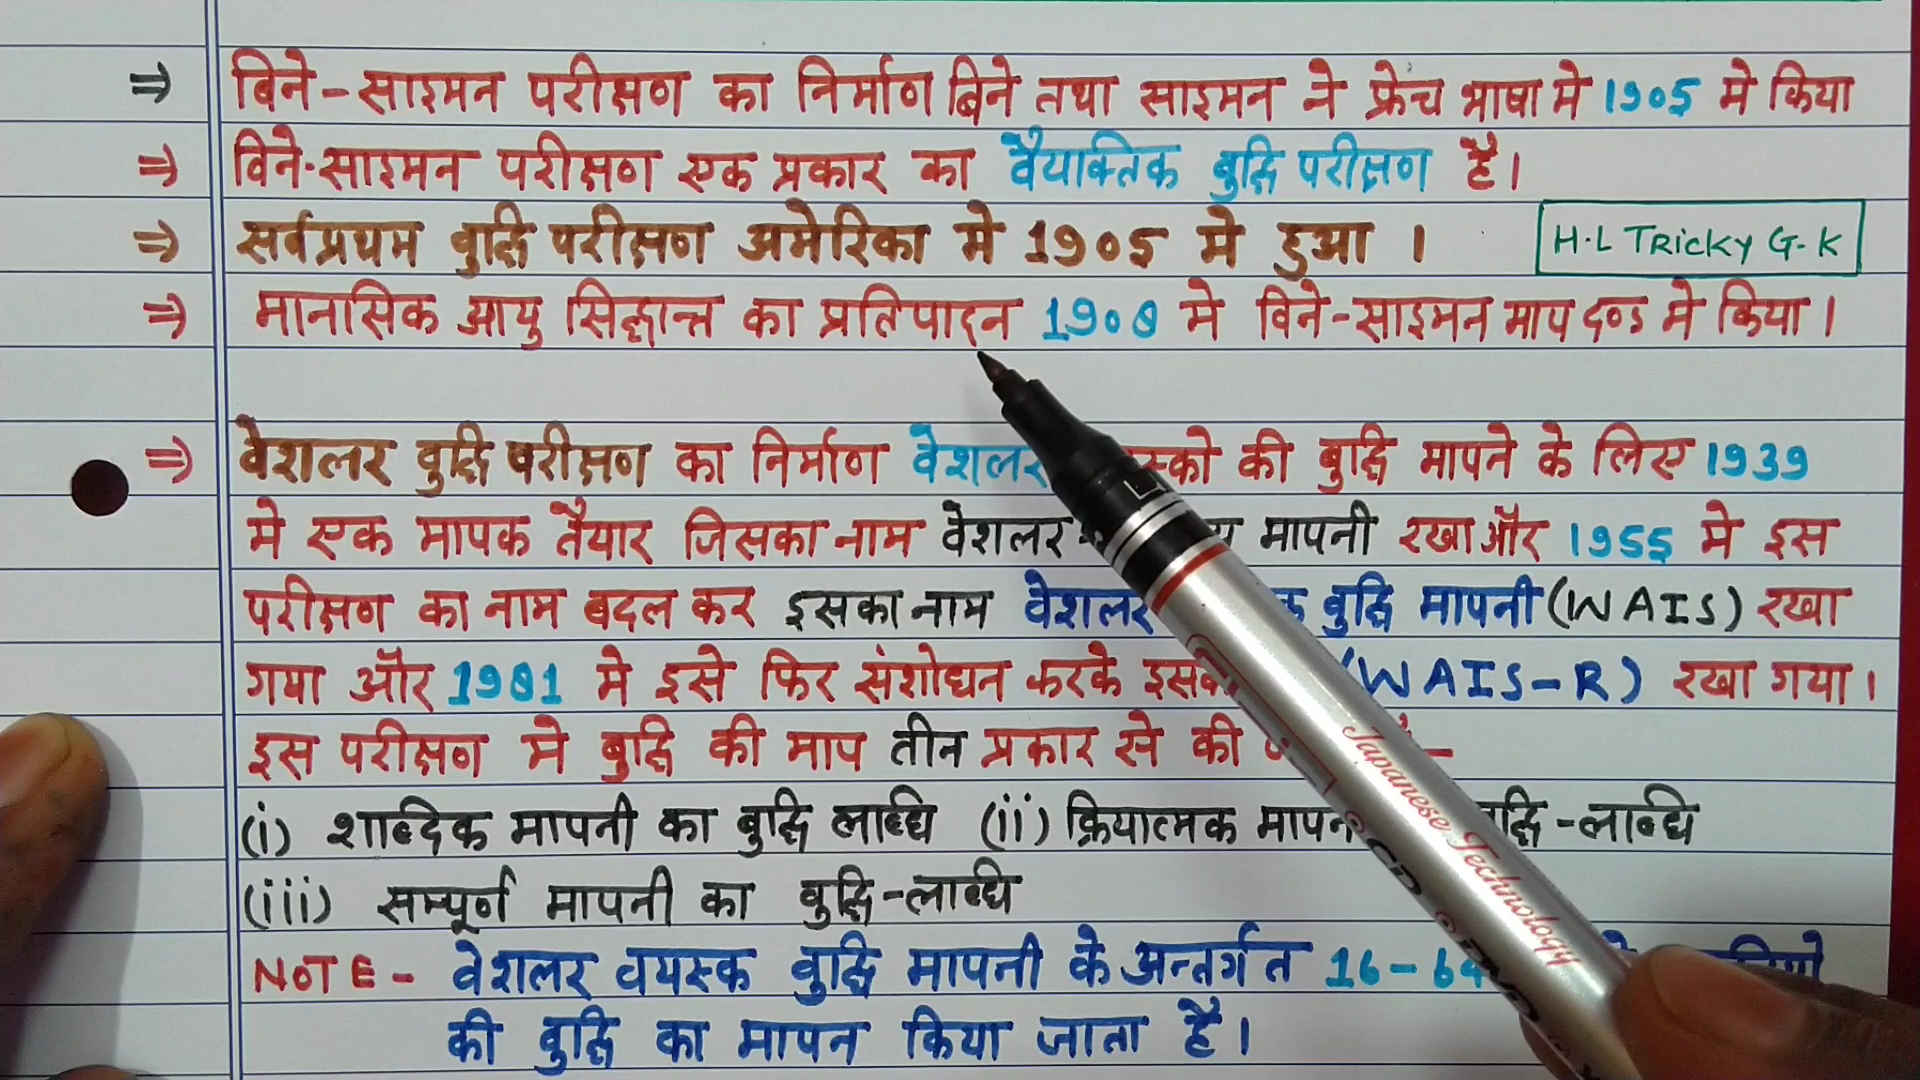 ⇒ विने-साइमन परीक्षण का निर्माण बिने तथा साइमन ने फ्रेंच भाषा मे 1905 मे किया
⇒ विने-साइमन परीक्षण एक प्रकार का वैयाक्तिक बुद्धि परीक्षण है।
⇒ सर्वप्रथम बुद्धि परीक्षण अमेरिका मे 1905 मे हुआ ।
H.L TRicky G.K
⇒ मानसिक आयु सिद्धान्त का प्रतिपादन 1908 मे विने-साइमन मापदण्ड मे किया ।
⇒ वेशलर वुद्धि परीक्षण का निर्माण वेशलर की बुद्धि मापने के लिए 1939
मे एक मापक तैयार जिसका नाम वेशलर मापनी रखा और 1955 मे इस
परीक्षण का नाम बदल कर इसका नाम वेशलर वुद्धि मापनी (WAIS) रखा
गया और 1981 मे इसे फिर संशोधन करके (WAIS-R) रखा गया ।
इस परीक्षण मे बुद्धि की माप तीन प्रकार से की
(i) शाब्दिक मापनी का बुद्धि लाब्धि (ii) क्रियात्मक -लाब्धि
(iii) सम्पूर्ण मापनी का वुद्धि-लाब्धि
NOTE- वेशलर वयस्क वुद्धि मापनी के अन्तर्गत 16-64
की वुद्धि का मापन किया जाता है।
Japanese Technology